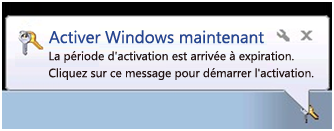 Activer Windows maintenant
La période d'activation est arrivée à expiration.
Cliquez sur ce message pour démarrer l'activation.